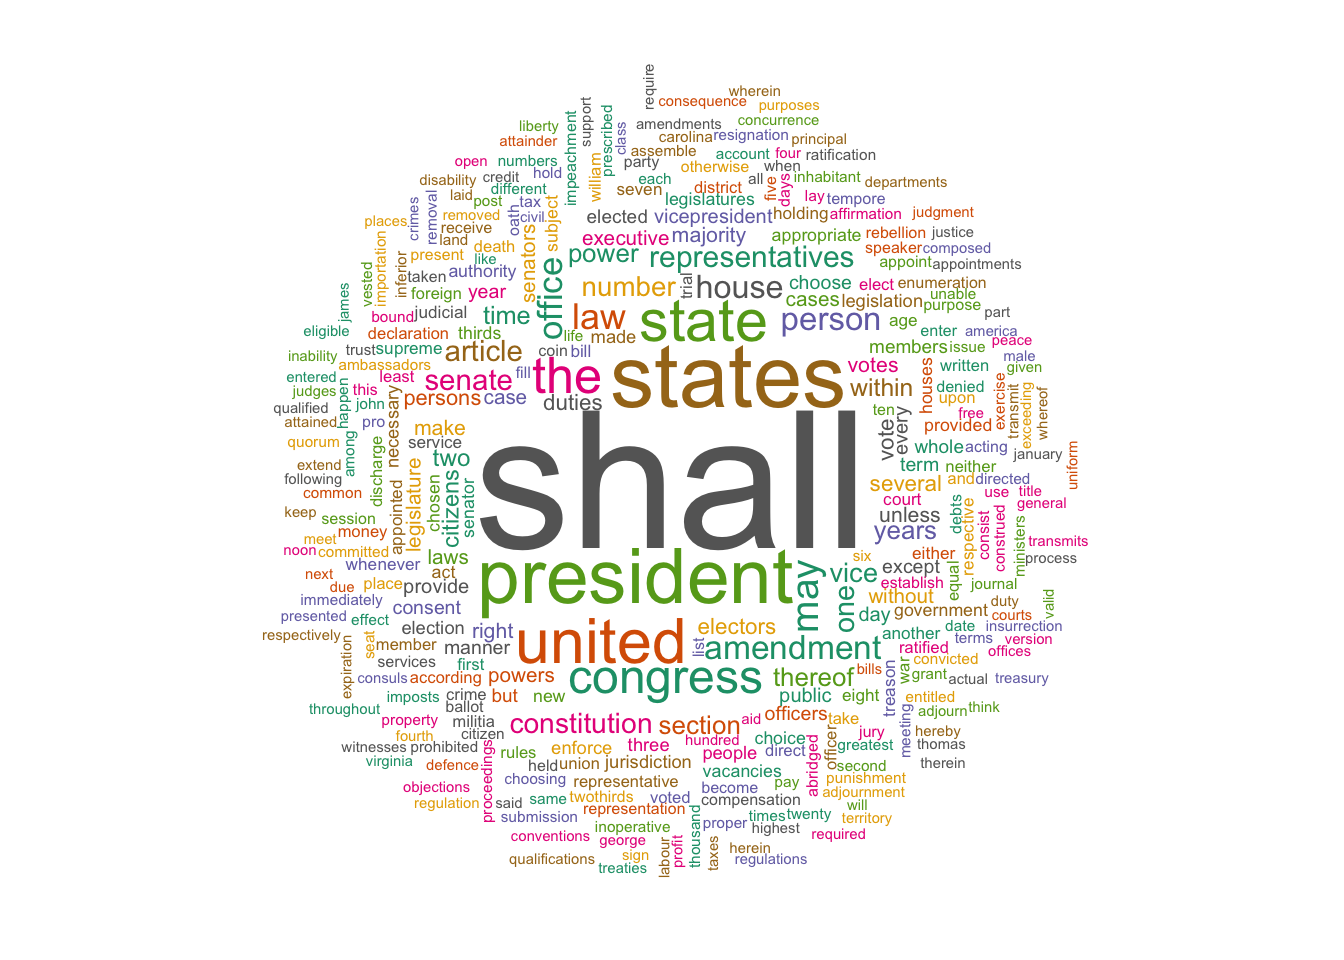 require
wherein
consequence
purposes
support
liberty
prescribed
class
amendments
concurrence
attainder
impeachment
carolina
resignation
principal
open
numbers
william
party
assemble
account
four
ratification
credit
hold
each
otherwise
when
disability
different
seven
district
all
five
days
inhabitant
departments
crimes
removal
laid
post
tax
legislatures
lay
tempore
places
removed
oath
civil
subject
elected
vicepresident
holding
affirmation
judgment
receive
land
death
senators
executive
majority
appropriate
rebellion
justice
importation
present
like
power
representatives
speaker
composed
vested
inferior
taken
authority
office
number
trial
house
choose
elect
appoint
appointments
james
foreign
year
cases
legislation
enumeration
unable
bound
judicial
time
law
state
person
age
purpose
part
eligible
declaration
thirds
life
made
enter
america
inability
trust
supreme
article
coin
bill
members
issue
peace
entered
ambassadors
the
states
votes
written
male
given
judges
this
least
senate
fill
within
houses
denied
exercise
transmit
exceeding
whereof
qualified
happen
john
persons
case
duties
ten
upon
attained
pro
necessary
make
shall
vote
every
provided
free
quorum
among
service
whole
acting
january
extend
discharge
two
term
neither
uniform
following
legislature
citizens
senator
several
and
directed
common
appointed
chosen
court
debts
respective
use
title
keep
session
unless
consist
construed
general
meet
money
laws
years
ministers
transmits
noon
committed
president
six
either
process
whenever
act
may
vice
except
equal
journal
next
due
place
provide
one
establish
immediately
consent
without
duty
valid
presented
effect
united
electors
day
government
courts
respectively
seat
election
right
another
date
insurrection
member
manner
list
amendment
ratified
terms
version
expiration
services
first
war
convicted
offices
consuls
according
powers
congress
thereof
bills
treason
grant
actual
treasury
throughout
imposts
crime
but
new
public
eight
entitled
ballot
adjourn
think
property
militia
constitution
section
aid
officers
take
meeting
hereby
fourth
citizen
hundred
choice
officer
jury
thomas
witnesses
prohibited
proceedings
rules
enforce
three
people
direct
greatest
therein
virginia
defence
held
union
jurisdiction
vacancies
abridged
second
objections
choosing
representative
become
pay
punishment
regulation
said
same
twothirds
voted
compensation
adjournment
submission
representation
thousand
times
twenty
will
territory
conventions
inoperative
proper
highest
required
george
qualifications
sign
labour
profit
taxes
herein
regulations
treaties